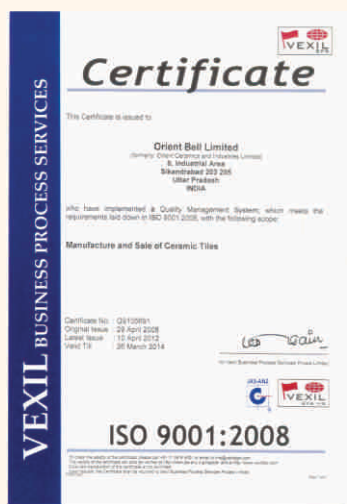 VEXIL
Certificate
This Certificate is issued to
Orient Bell Limited
(formerly Orient Ceramics and Industries Limited)
8, Industrial Area
Sikandrabad 203 205
Uttar Pradesh
INDIA
who have implemented a Quality Management System, which meets the
requirements laid down in ISO 9001:2008, with the following scope:
Manufacture and Sale of Ceramic Tiles
Certificate No. :
Original Issue : 29 April 2008
Latest Issue : 10 April 2012
Valid Till : 26 March 2014
For Vexil Business Process Services Private Limited
JAS-ANZ
VEXIL
ISO 9001:2008
VEXIL BUSINESS PROCESS SERVICES